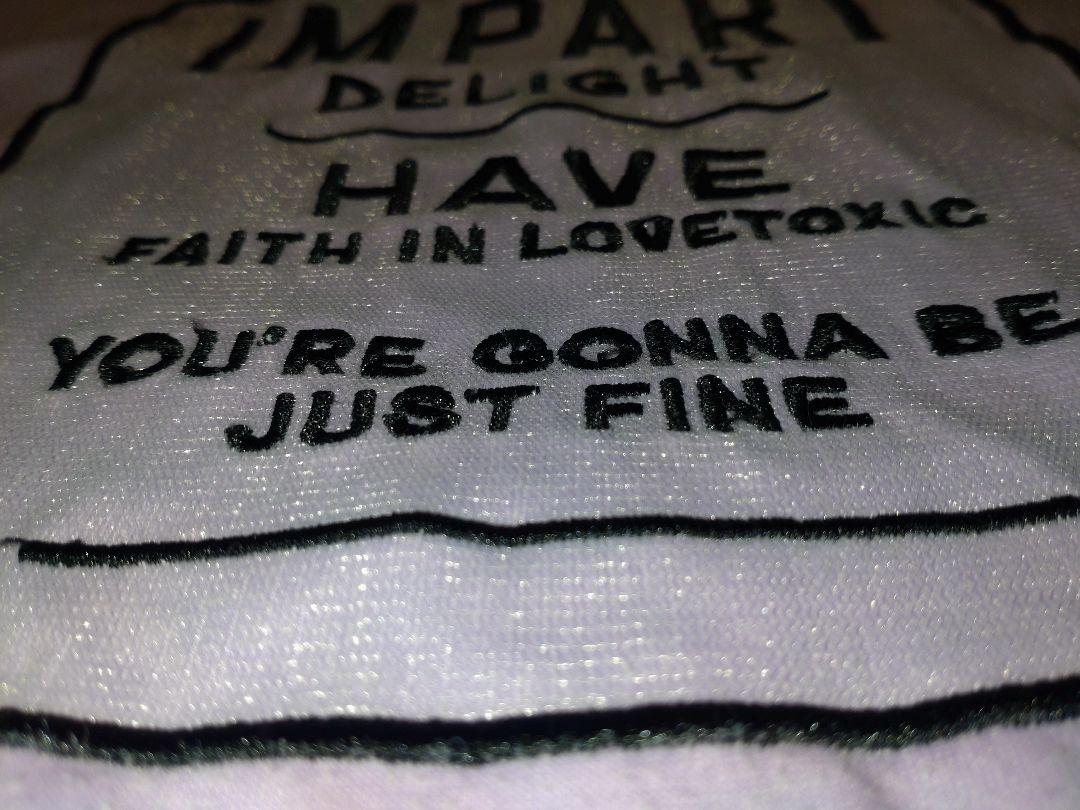 IMPART
DELIGHT
HAVE
FAITH IN LOVETOXIC
YOU'RE GONNA BE
JUST FINE